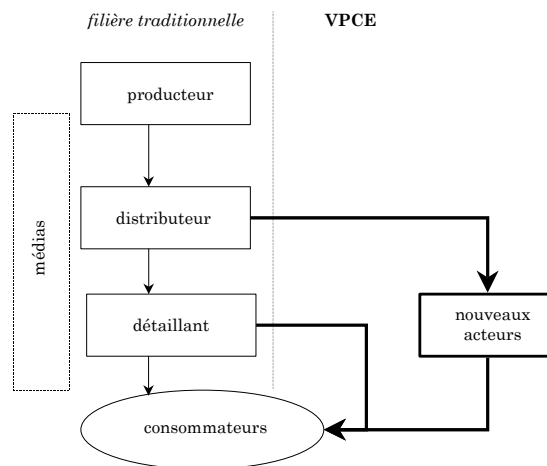 filière traditionnelle
VPCE
producteur
médias
distributeur
détaillant
nouveaux
acteurs
consommateurs